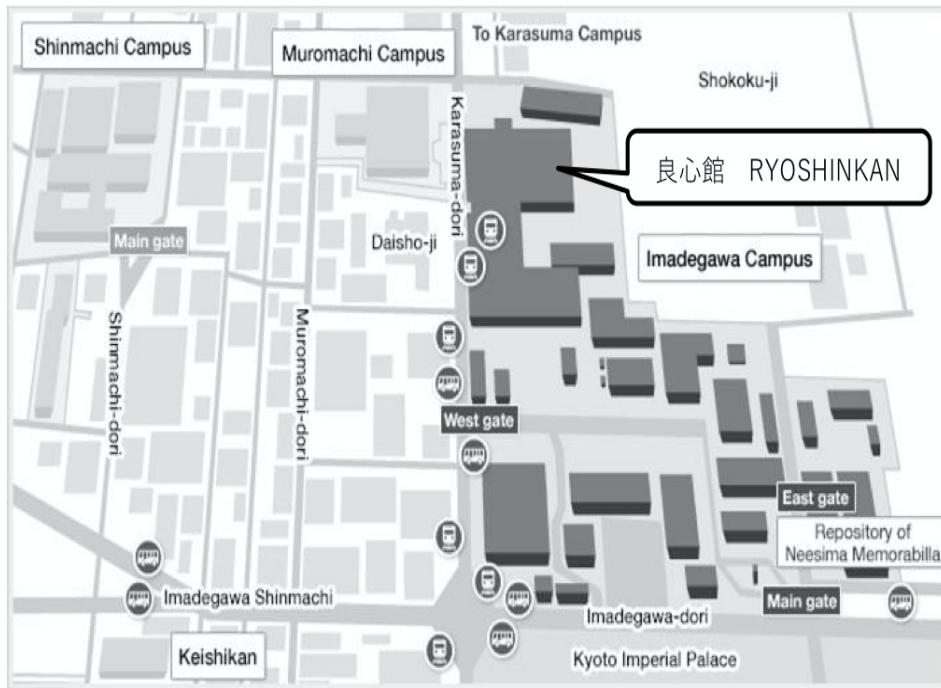 To Karasuma Campus
Shinmachi Campus
Muromachi Campus
Shokoku-ji
Karasuma-dori
良心館 RYOSHINKAN
Main gate
Daisho-ji
Imadegawa Campus
Shinmachi-dori
Muromachi-dori
West gate
East gate
Repository of
Neesima Memorabilla
Imadegawa Shinmachi
Main gate
Imadegawa-dori
Keishikan
Kyoto Imperial Palace